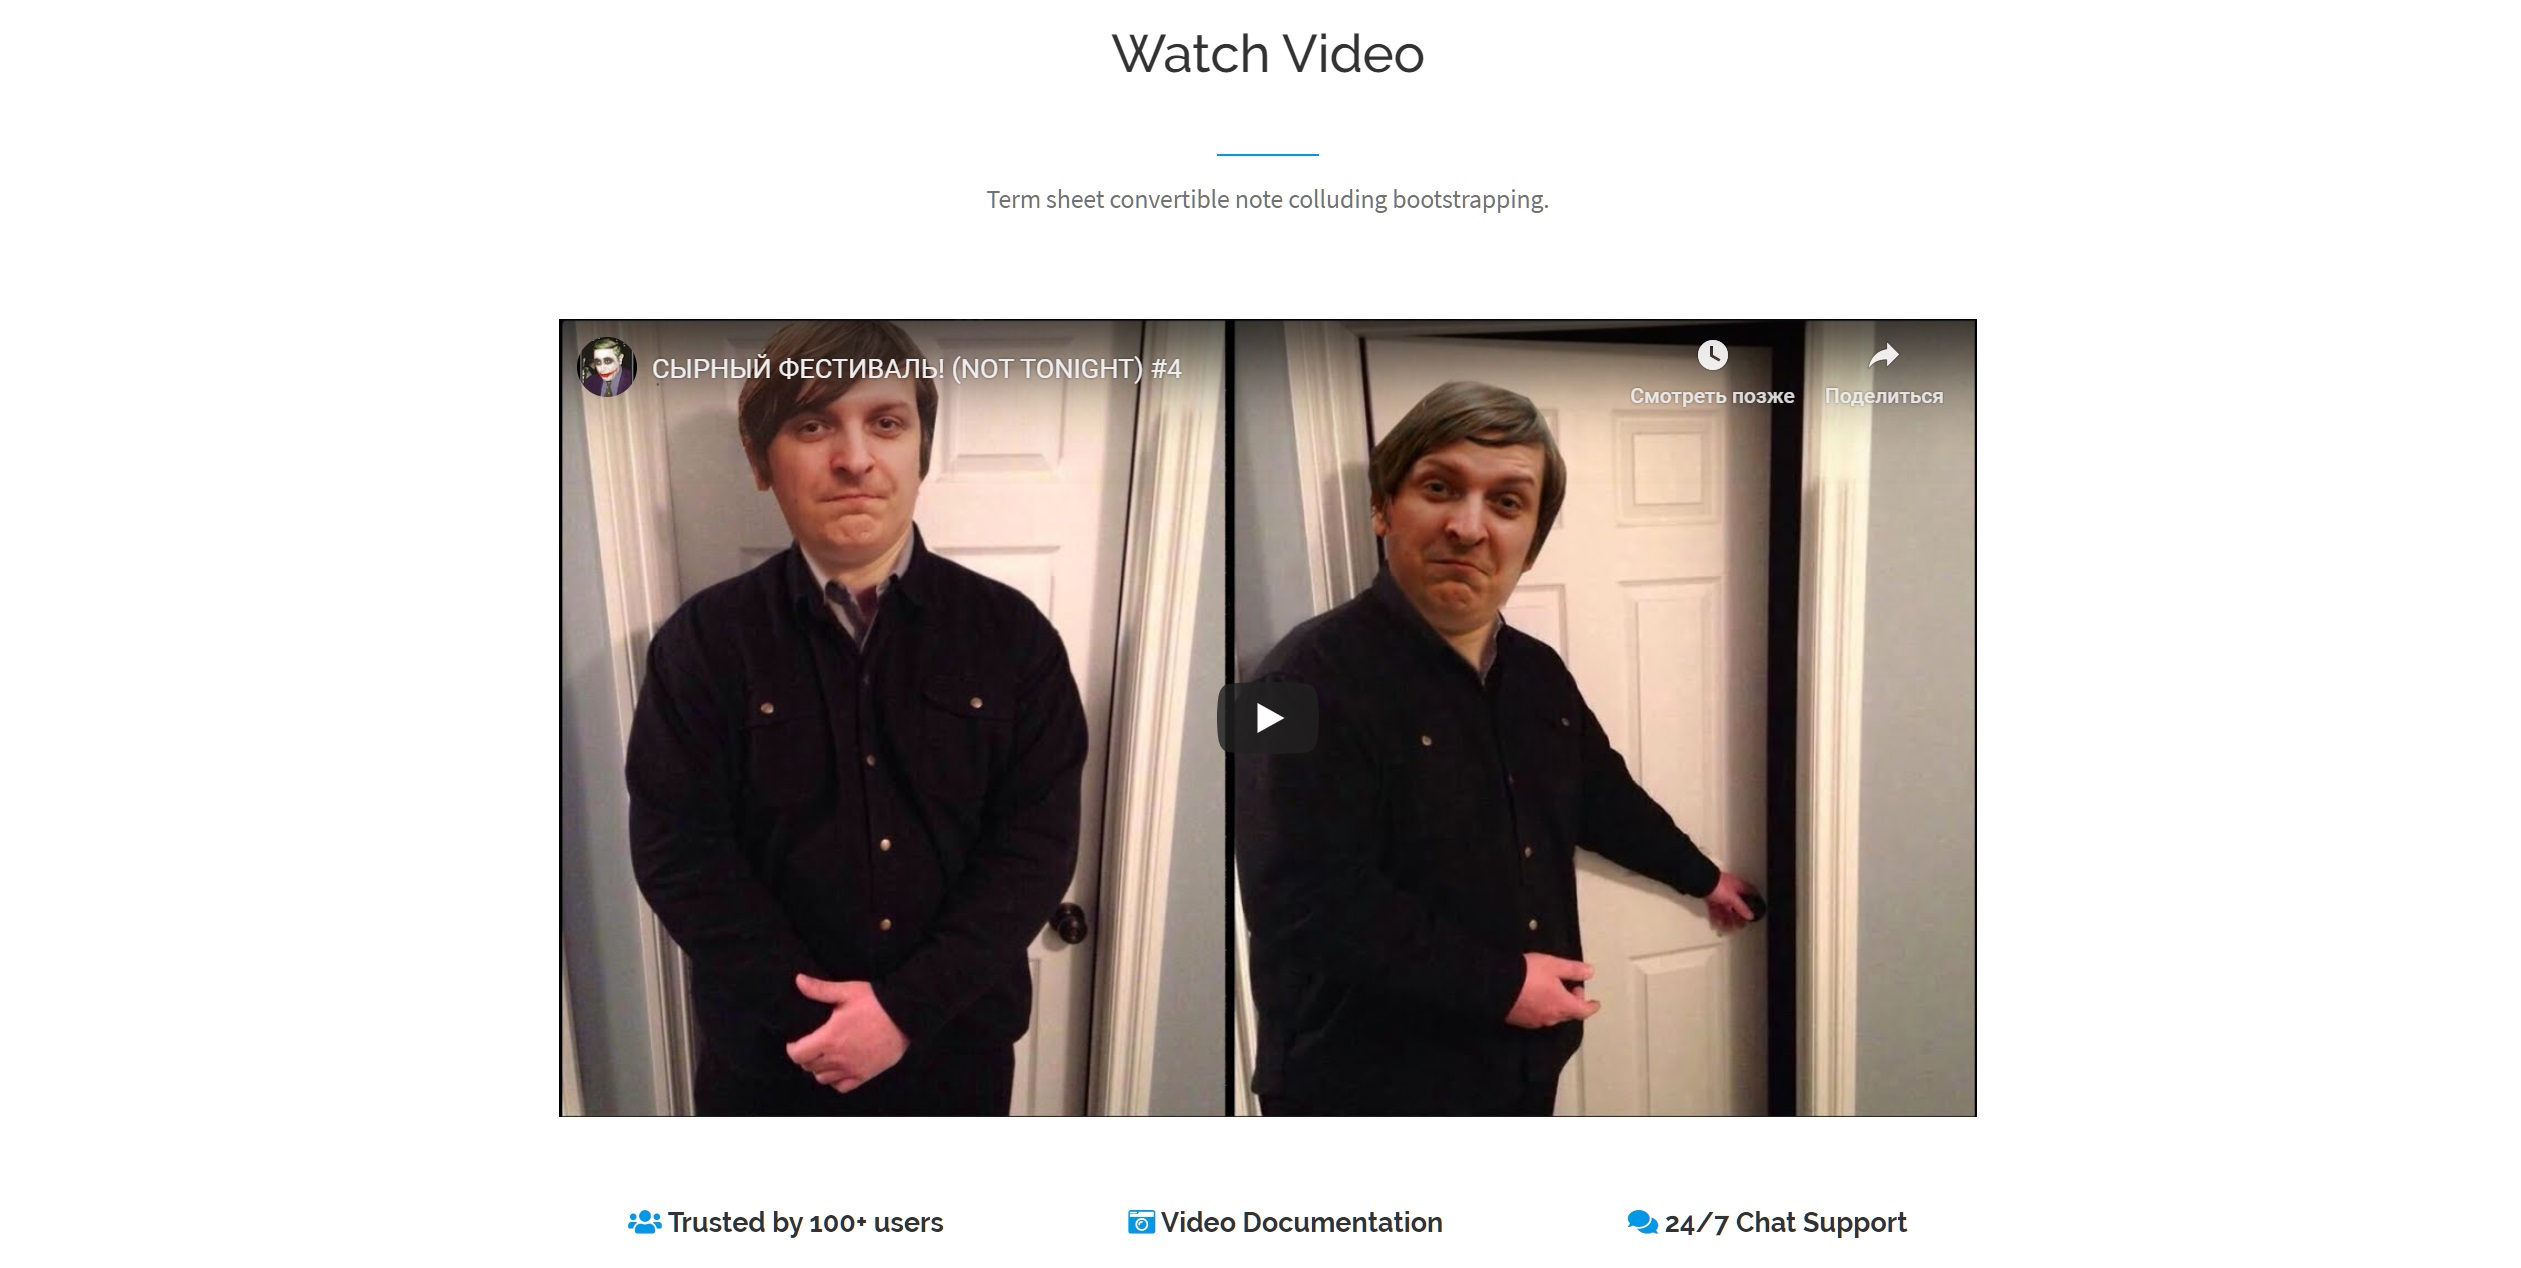 Watch Video
Term sheet convertible note colluding bootstrapping.
СЫРНЫЙ ФЕСТИВАЛЬ! (NOT TONIGHT) #4
Смотреть позже
Поделиться
Trusted by 100+ users
Video Documentation
24/7 Chat Support